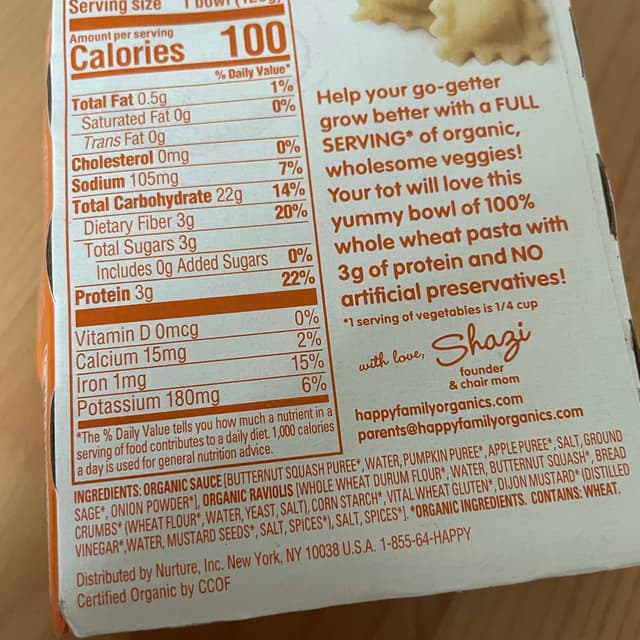 Serving size 1 bowl
Amount per serving
Calories 100
% Daily Value*
Total Fat 0.5g 1%
Saturated Fat 0g 0%
Trans Fat 0g
Cholesterol 0mg 0%
Sodium 105mg 7%
Total Carbohydrate 22g 14%
Dietary Fiber 3g 20%
Total Sugars 3g
Includes 0g Added Sugars 0%
Protein 3g 22%
Vitamin D 0mcg 0%
Calcium 15mg 2%
Iron 1mg 15%
Potassium 180mg 6%
*The % Daily Value tells you how much a nutrient in a
serving of food contributes to a daily diet. 1,000 calories
a day is used for general nutrition advice.
Help your go-getter
grow better with a FULL
SERVING* of organic,
wholesome veggies!
Your tot will love this
yummy bowl of 100%
whole wheat pasta with
3g of protein and NO
artificial preservatives!
*1 serving of vegetables is 1/4 cup
with love, Shazi
founder
& chair mom
happyfamilyorganics.com
parents@happyfamilyorganics.com
INGREDIENTS: ORGANIC SAUCE [BUTTERNUT SQUASH PUREE*, WATER, PUMPKIN PUREE*, APPLE PUREE*, SALT, GROUND
SAGE*, ONION POWDER*], ORGANIC RAVIOLIS [WHOLE WHEAT DURUM FLOUR*, WATER, BUTTERNUT SQUASH*, BREAD
CRUMBS* (WHEAT FLOUR*, WATER, YEAST, SALT), CORN STARCH*, VITAL WHEAT GLUTEN*, DIJON MUSTARD* (DISTILLED
VINEGAR*, WATER, MUSTARD SEEDS*, SALT, SPICES*), SALT, SPICES*]. *ORGANIC INGREDIENTS. CONTAINS: WHEAT.
Distributed by Nurture, Inc. New York, NY 10038 U.S.A. 1-855-64-HAPPY
Certified Organic by CCOF